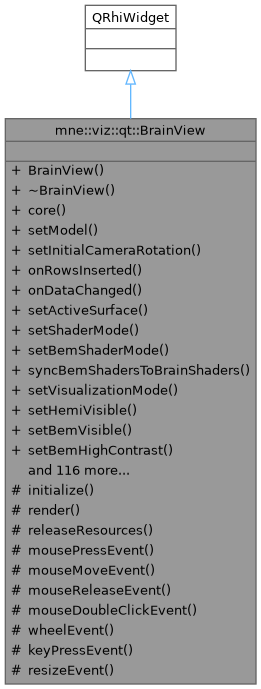 QRhiWidget
mne::viz::qt::BrainView
+ BrainView()
+ ~BrainView()
+ core()
+ setModel()
+ setInitialCameraRotation()
+ onRowsInserted()
+ onDataChanged()
+ setActiveSurface()
+ setShaderMode()
+ setBemShaderMode()
+ syncBemShadersToBrainShaders()
+ setVisualizationMode()
+ setHemiVisible()
+ setBemVisible()
+ setBemHighContrast()
and 116 more...
# initialize()
# render()
# releaseResources()
# mousePressEvent()
# mouseMoveEvent()
# mouseReleaseEvent()
# mouseDoubleClickEvent()
# wheelEvent()
# keyPressEvent()
# resizeEvent()